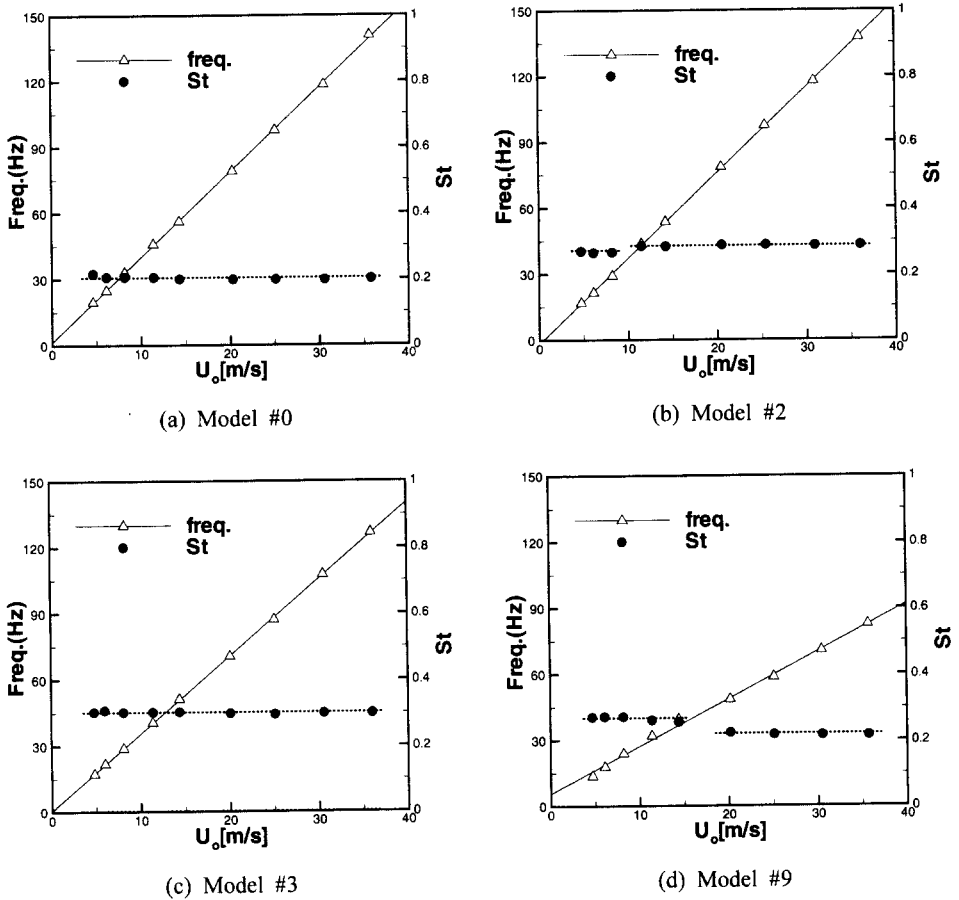 150
120
90
60
30
0
Freq.(Hz)
freq.
St
1
0.8
0.6
0.4
0.2
0
St
0 10 20 30 40
U₀[m/s]
(a) Model #0
150
120
90
60
30
0
Freq.(Hz)
freq.
St
1
0.8
0.6
0.4
0.2
0
St
0 10 20 30 40
U₀[m/s]
(b) Model #2
150
120
90
60
30
0
Freq.(Hz)
freq.
St
1
0.8
0.6
0.4
0.2
0
St
0 10 20 30 40
U₀[m/s]
(c) Model #3
150
120
90
60
30
0
Freq.(Hz)
freq.
St
1
0.8
0.6
0.4
0.2
0
St
0 10 20 30 40
U₀[m/s]
(d) Model #9